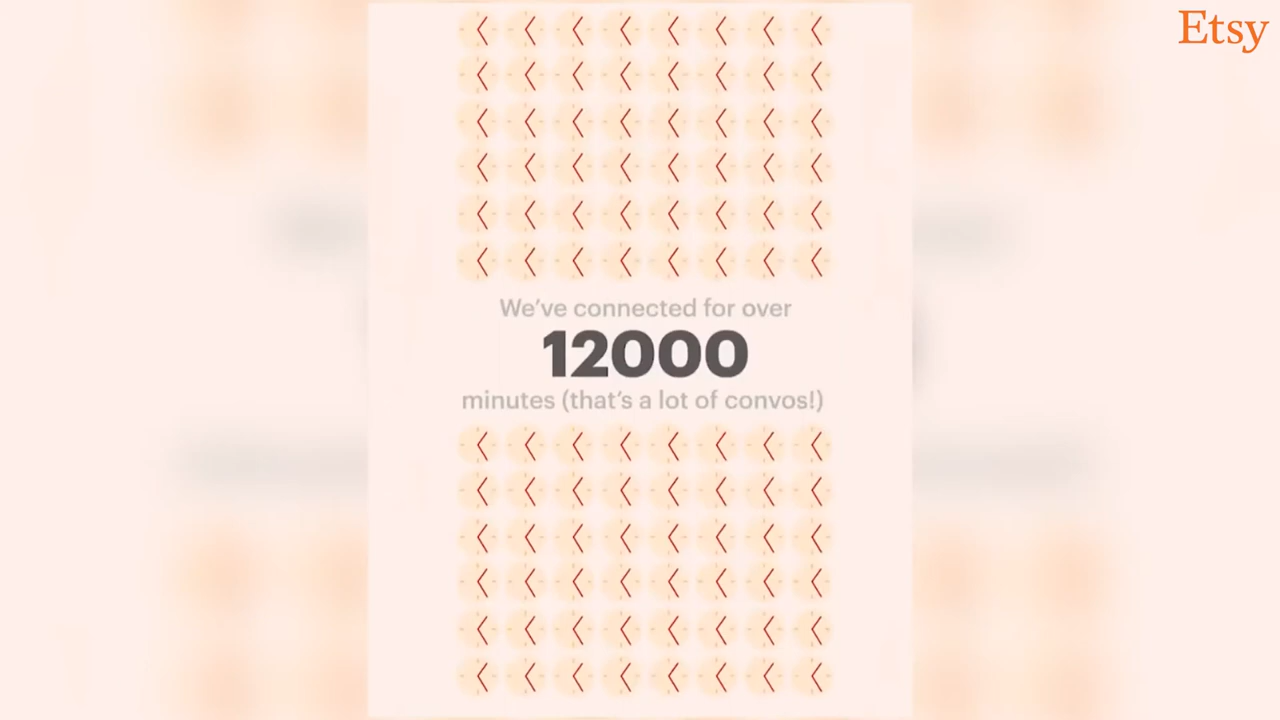 Etsy
We've connected for over
12000
minutes (that's a lot of convos!)